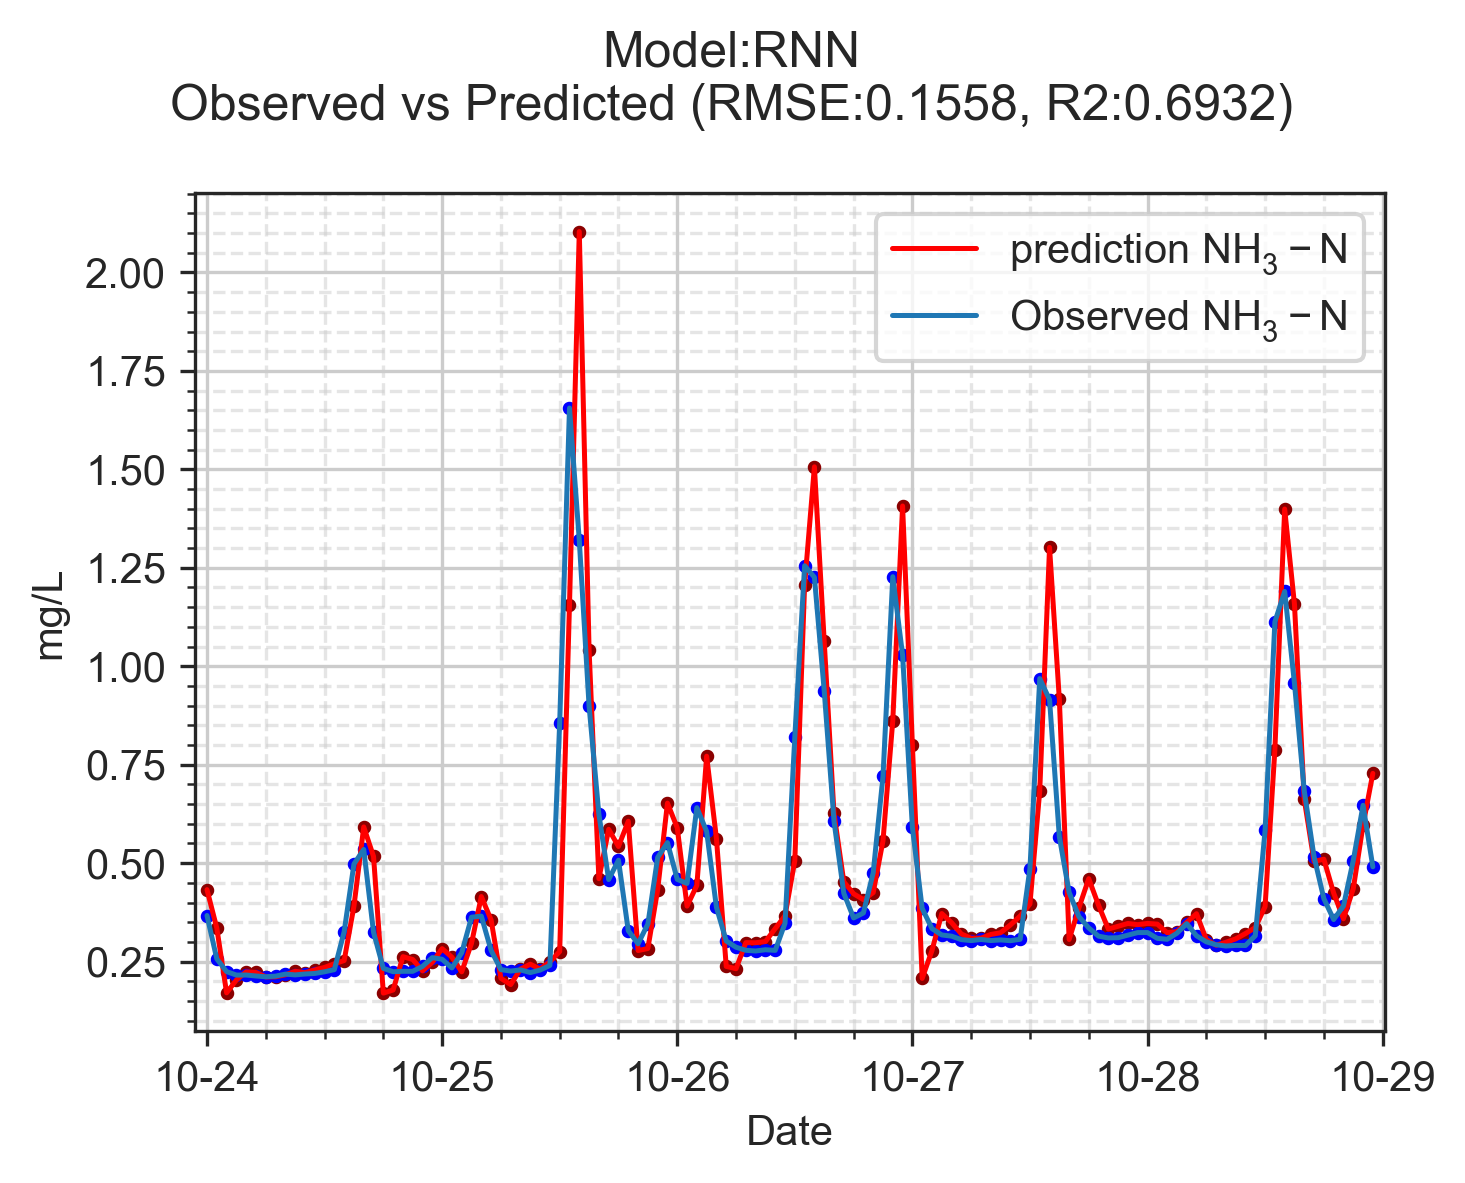 Model:RNN
Observed vs Predicted (RMSE:0.1558, R2:0.6932)
prediction NH₃ − N
Observed NH₃ − N
2.00
1.75
1.50
1.25
1.00
0.75
0.50
0.25
mg/L
10-24 10-25 10-26 10-27 10-28 10-29
Date